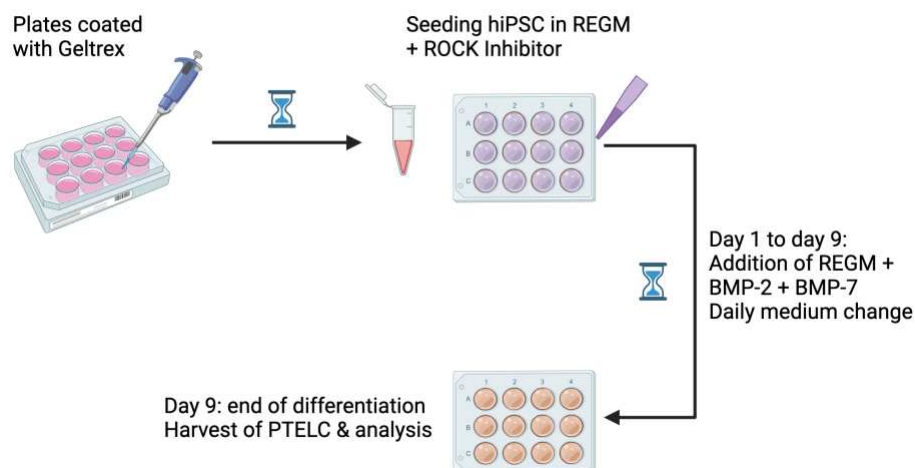 Plates coated
with Geltrex
Seeding hiPSC in REGM
+ ROCK Inhibitor
1 2 3 4
A
B
C
Day 1 to day 9:
Addition of REGM +
BMP-2 + BMP-7
Daily medium change
Day 9: end of differentiation
Harvest of PTELC & analysis
1 2 3 4
A
B
C